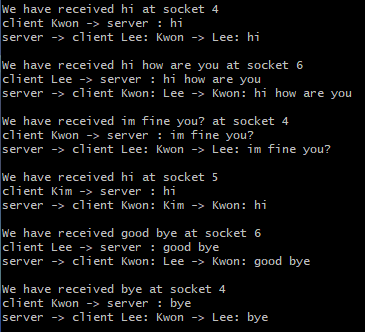 We have received hi at socket 4
client Kwon -> server : hi
server -> client Lee: Kwon -> Lee: hi
We have received hi how are you at socket 6
client Lee -> server : hi how are you
server -> client Kwon: Lee -> Kwon: hi how are you
We have received im fine you? at socket 4
client Kwon -> server : im fine you?
server -> client Lee: Kwon -> Lee: im fine you?
We have received hi at socket 5
client Kim -> server : hi
server -> client Kwon: Kim -> Kwon: hi
We have received good bye at socket 6
client Lee -> server : good bye
server -> client Kwon: Lee -> Kwon: good bye
We have received bye at socket 4
client Kwon -> server : bye
server -> client Lee: Kwon -> Lee: bye